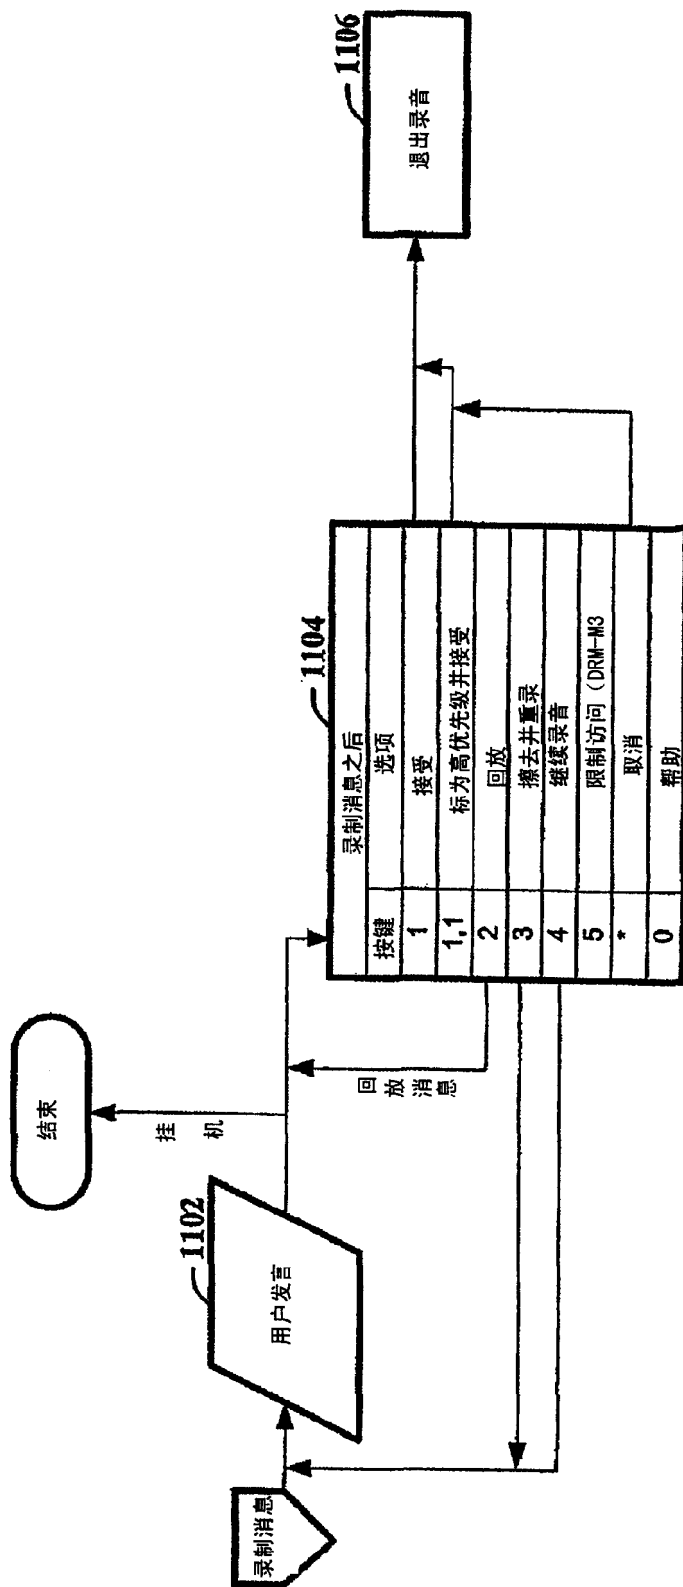 录制消息
用户发言
1102
结束
挂 机
回放消息
1104
录制消息之后
按键 选项
1 接受
1,1 标为高优先级并接受
2 回放
3 擦去并重录
4 继续录音
5 限制访问（DRM-M3
* 取消
0 帮助
退出录音
1106